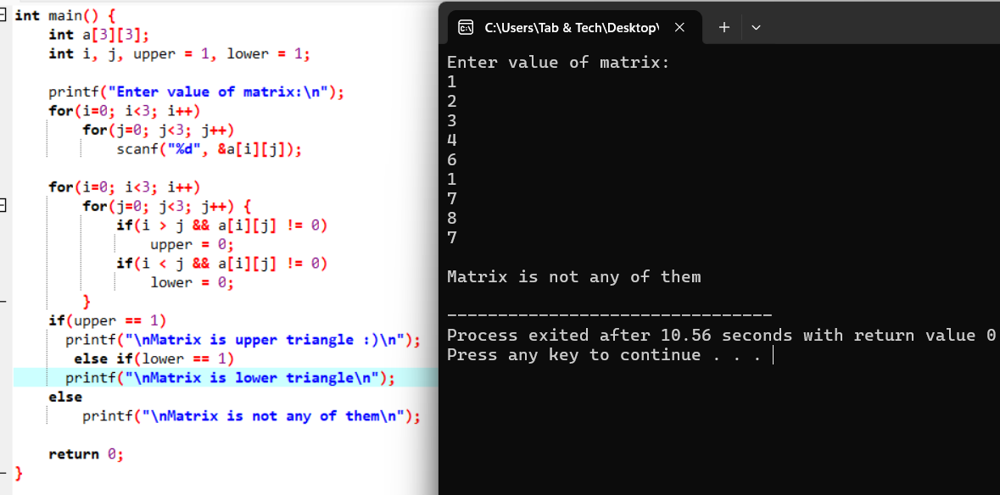 int main() {
int a[3][3];
int i, j, upper = 1, lower = 1;
printf("Enter value of matrix:\n");
for(i=0; i<3; i++)
for(j=0; j<3; j++)
scanf("%d", &a[i][j]);
for(i=0; i<3; i++)
for(j=0; j<3; j++) {
if(i > j && a[i][j] != 0)
upper = 0;
if(i < j && a[i][j] != 0)
lower = 0;
}
if(upper == 1)
printf("\nMatrix is upper triangle :)\n");
else if(lower == 1)
printf("\nMatrix is lower triangle\n");
else
printf("\nMatrix is not any of them\n");
return 0;
}
C:\Users\Tab & Tech\Desktop\
Enter value of matrix:
1
2
3
4
6
1
7
8
7
Matrix is not any of them
--------------------------------
Process exited after 10.56 seconds with return value 0
Press any key to continue . . .